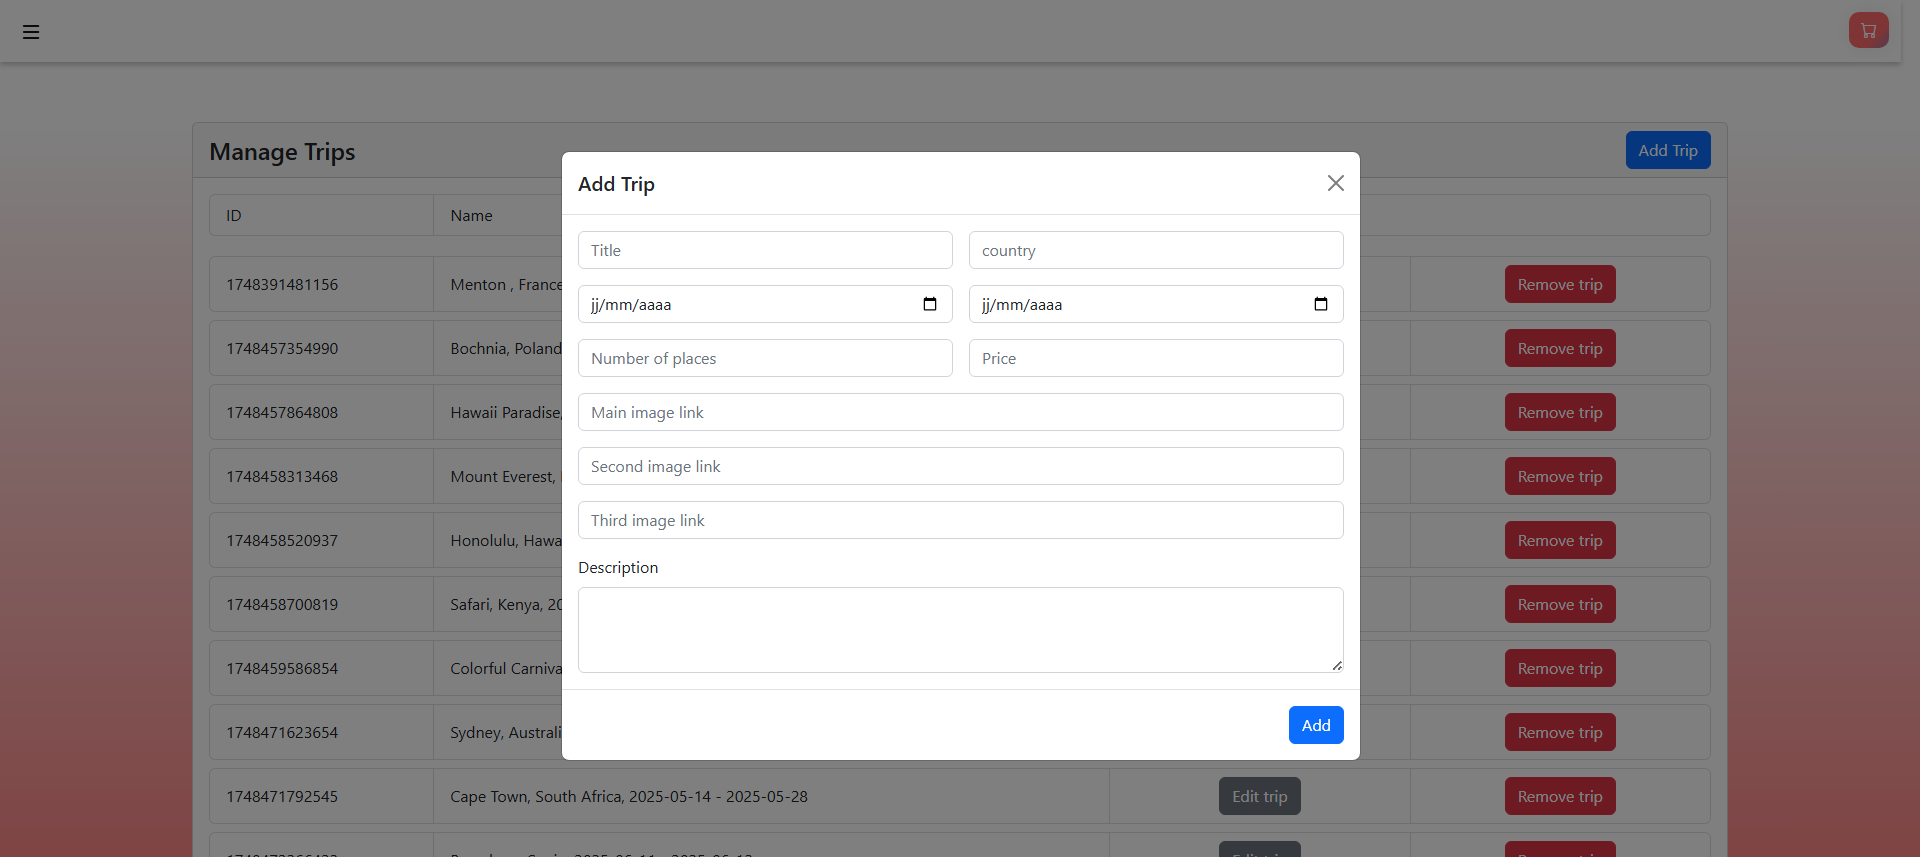 Manage Trips
Add Trip
ID
Name
Add Trip
Title
country
jj/mm/aaaa
jj/mm/aaaa
Number of places
Price
Main image link
Second image link
Third image link
Description
Add
1748391481156
Menton , France
Remove trip
1748457354990
Bochnia, Poland
Remove trip
1748457864808
Hawaii Paradise,
Remove trip
1748458313468
Mount Everest,
Remove trip
1748458520937
Honolulu, Hawa
Remove trip
1748458700819
Safari, Kenya, 20
Remove trip
1748459586854
Colorful Carniva
Remove trip
1748471623654
Sydney, Australi
Remove trip
1748471792545
Cape Town, South Africa, 2025-05-14 - 2025-05-28
Edit trip
Remove trip